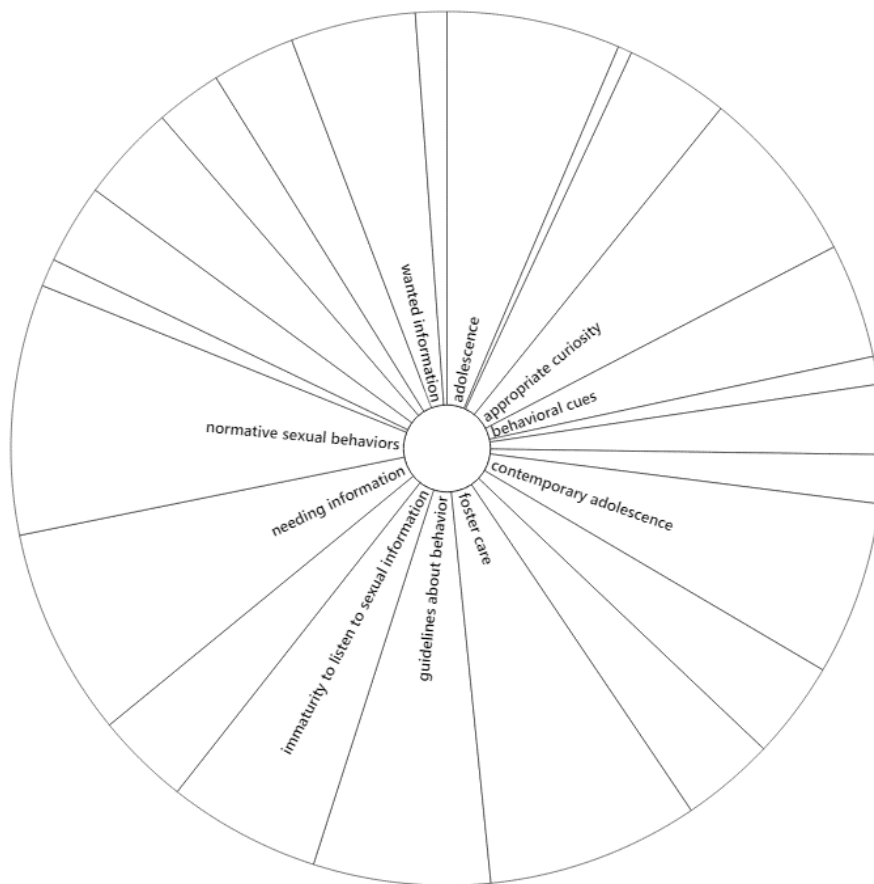 adolescence
appropriate curiosity
behavioral cues
contemporary adolescence
foster care
guidelines about behavior
immaturity to listen to sexual information
needing information
normative sexual behaviors
wanted information